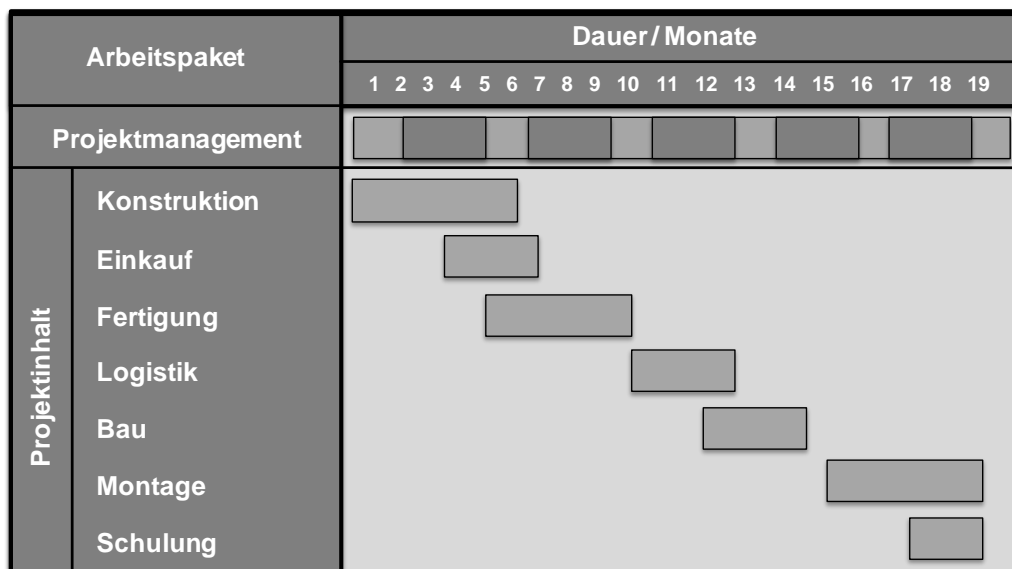 Arbeitspaket
Dauer / Monate
1 2 3 4 5 6 7 8 9 10 11 12 13 14 15 16 17 18 19
Projektmanagement
Projektinhalt
Konstruktion
Einkauf
Fertigung
Logistik
Bau
Montage
Schulung